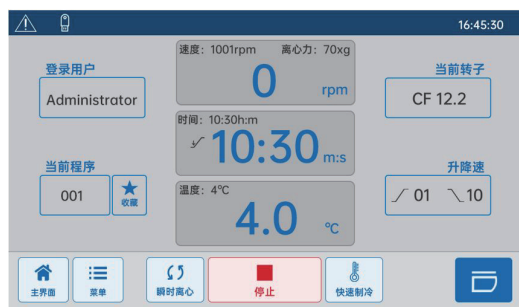 16:45:30
登录用户
Administrator
当前程序
001
收藏
速度: 1001rpm 离心力: 70xg
0 rpm
时间: 10:30h:m
10:30 m:s
温度: 4℃
4.0 ℃
当前转子
CF 12.2
升降速
01 10
主界面
菜单
瞬时离心
停止
快速制冷